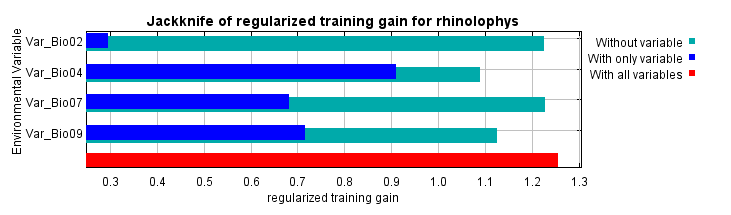 Jackknife of regularized training gain for rhinolophys
Environmental Variable
Var_Bio02
Var_Bio04
Var_Bio07
Var_Bio09
Without variable
With only variable
With all variables
0.3 0.4 0.5 0.6 0.7 0.8 0.9 1.0 1.1 1.2 1.3
regularized training gain